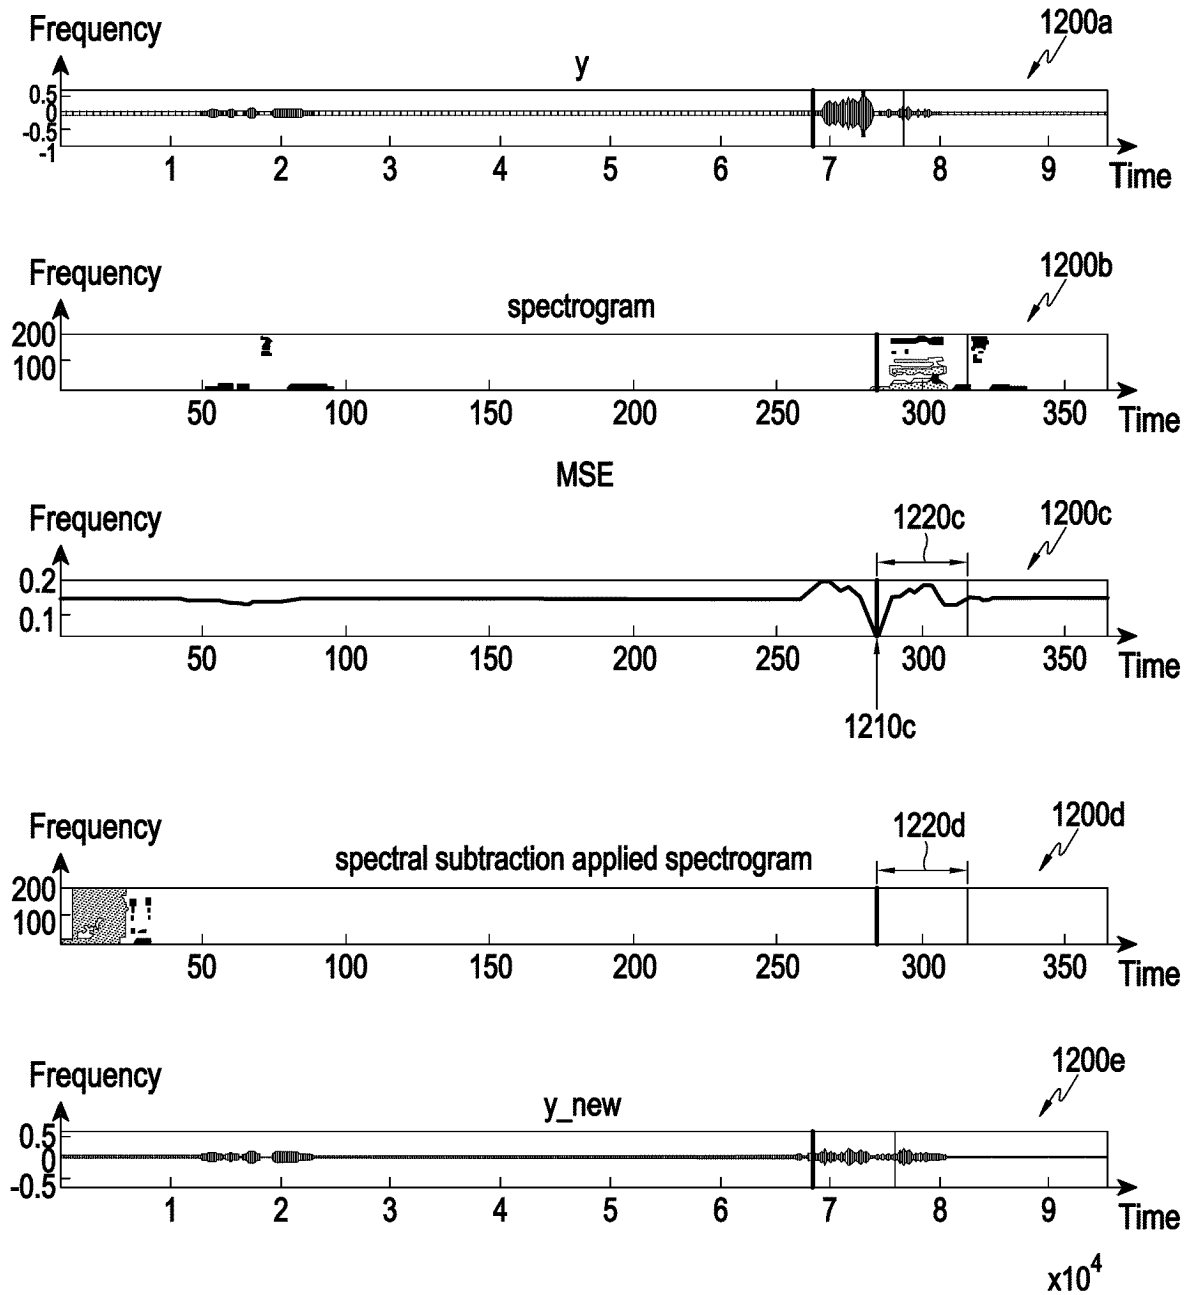 Frequency
1200a
y
0.5
0
-0.5
-1
1 2 3 4 5 6 7 8 9
Time
Frequency
1200b
spectrogram
200
100
50 100 150 200 250 300 350
Time
MSE
Frequency
1220c
1200c
0.2
0.1
50 100 150 200 250 300 350
Time
1210c
Frequency
1220d
1200d
spectral subtraction applied spectrogram
200
100
50 100 150 200 250 300 350
Time
Frequency
1200e
y_new
0.5
0
-0.5
1 2 3 4 5 6 7 8 9
Time
x10^4